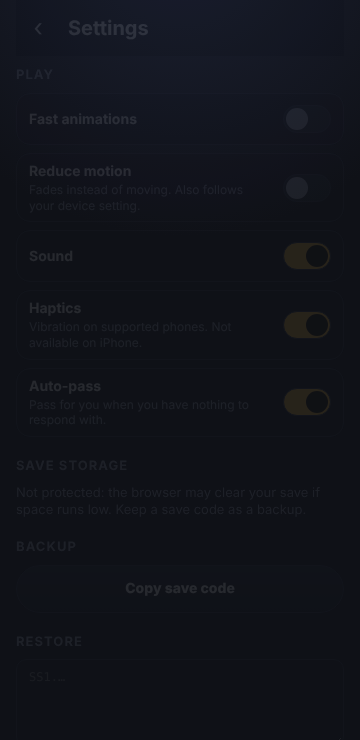 Settings
PLAY
Fast animations
Reduce motion
Fades instead of moving. Also follows
your device setting.
Sound
Haptics
Vibration on supported phones. Not
available on iPhone.
Auto-pass
Pass for you when you have nothing to
respond with.
SAVE STORAGE
Not protected: the browser may clear your save if
space runs low. Keep a save code as a backup.
BACKUP
Copy save code
RESTORE
SS1.…